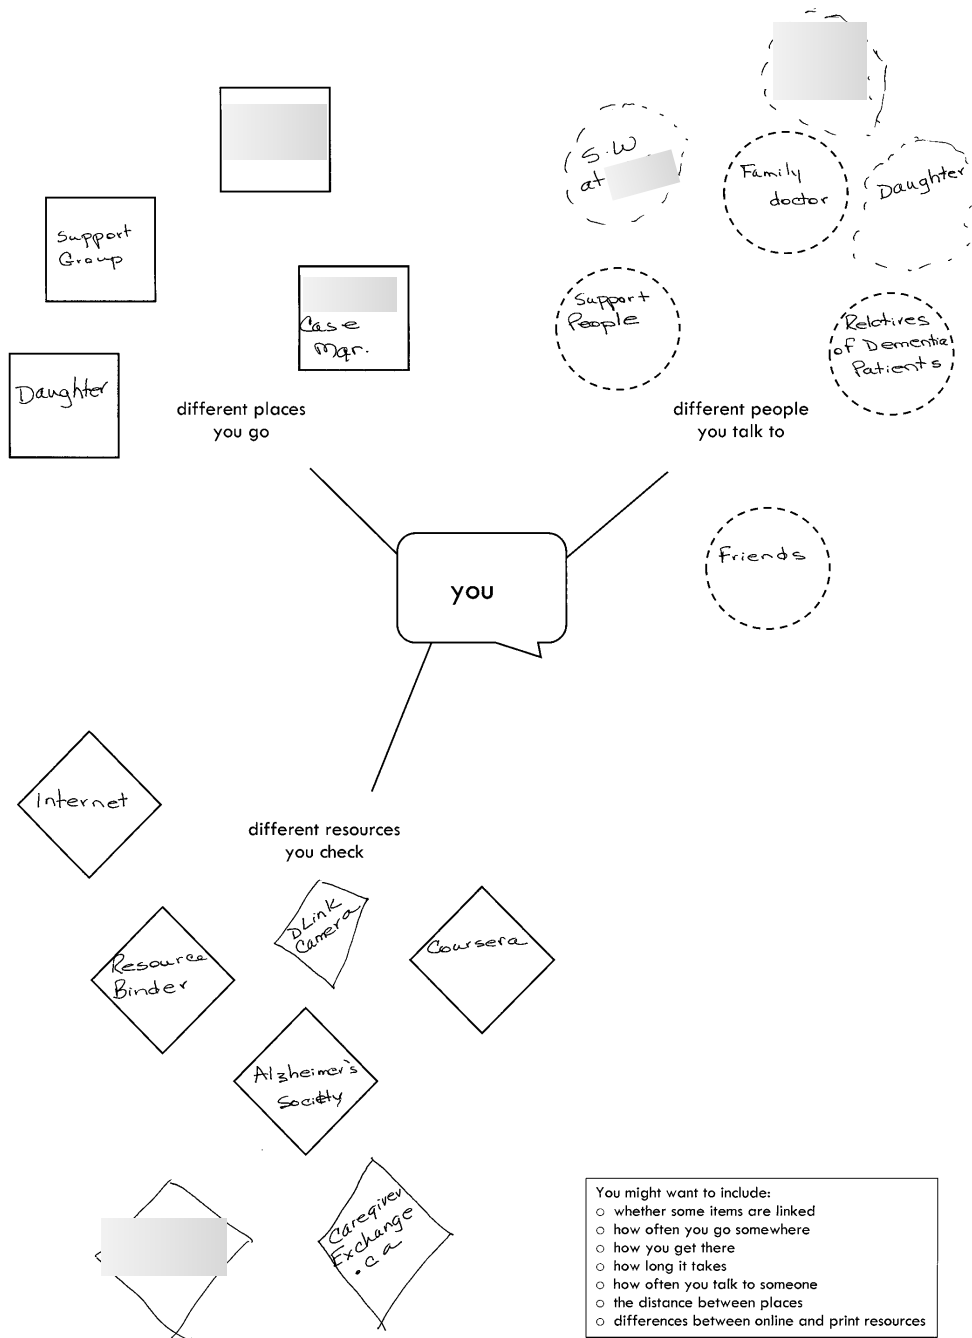 S.W
at
Family
doctor
Daughter
Support
Group
Case
Mgr.
Support
People
Relatives
of Dementia
Patients
Daughter
different places
you go
different people
you talk to
you
Friends
Internet
different resources
you check
DLink
Camera
Coursera
Resource
Binder
Alzheimer's
Society
Caregiver
Exchange
.ca
You might want to include:
○ whether some items are linked
○ how often you go somewhere
○ how you get there
○ how long it takes
○ how often you talk to someone
○ the distance between places
○ differences between online and print resources